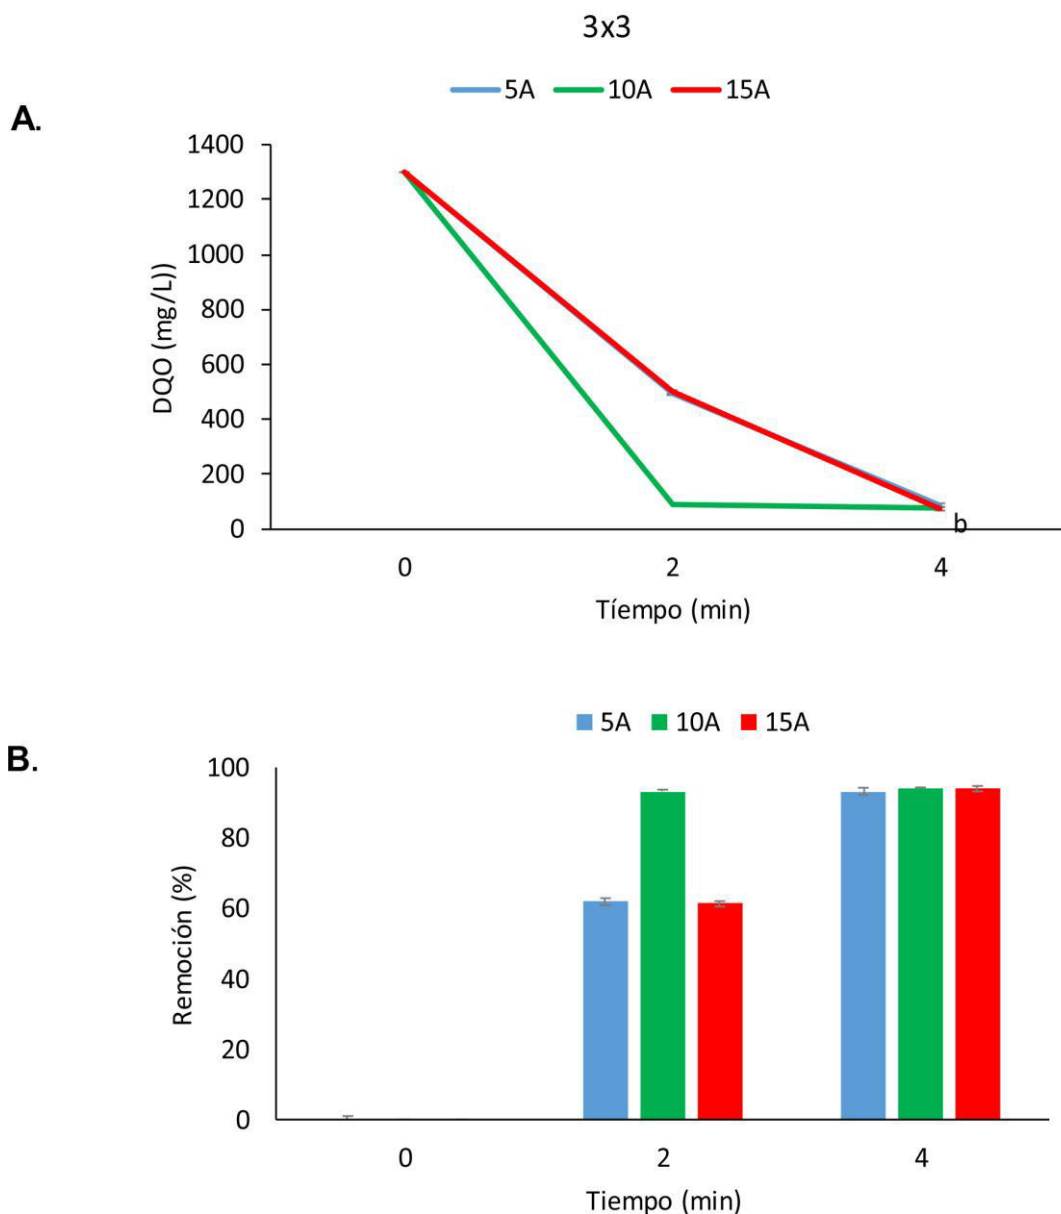 3x3
5A 10A 15A
A.
1400
1200
1000
800
600
400
200
0
DQO (mg/L))
b
0 2 4
Tíempo (min)
5A 10A 15A
B.
100
80
60
40
20
0
Remoción (%)
0 2 4
Tiempo (min)